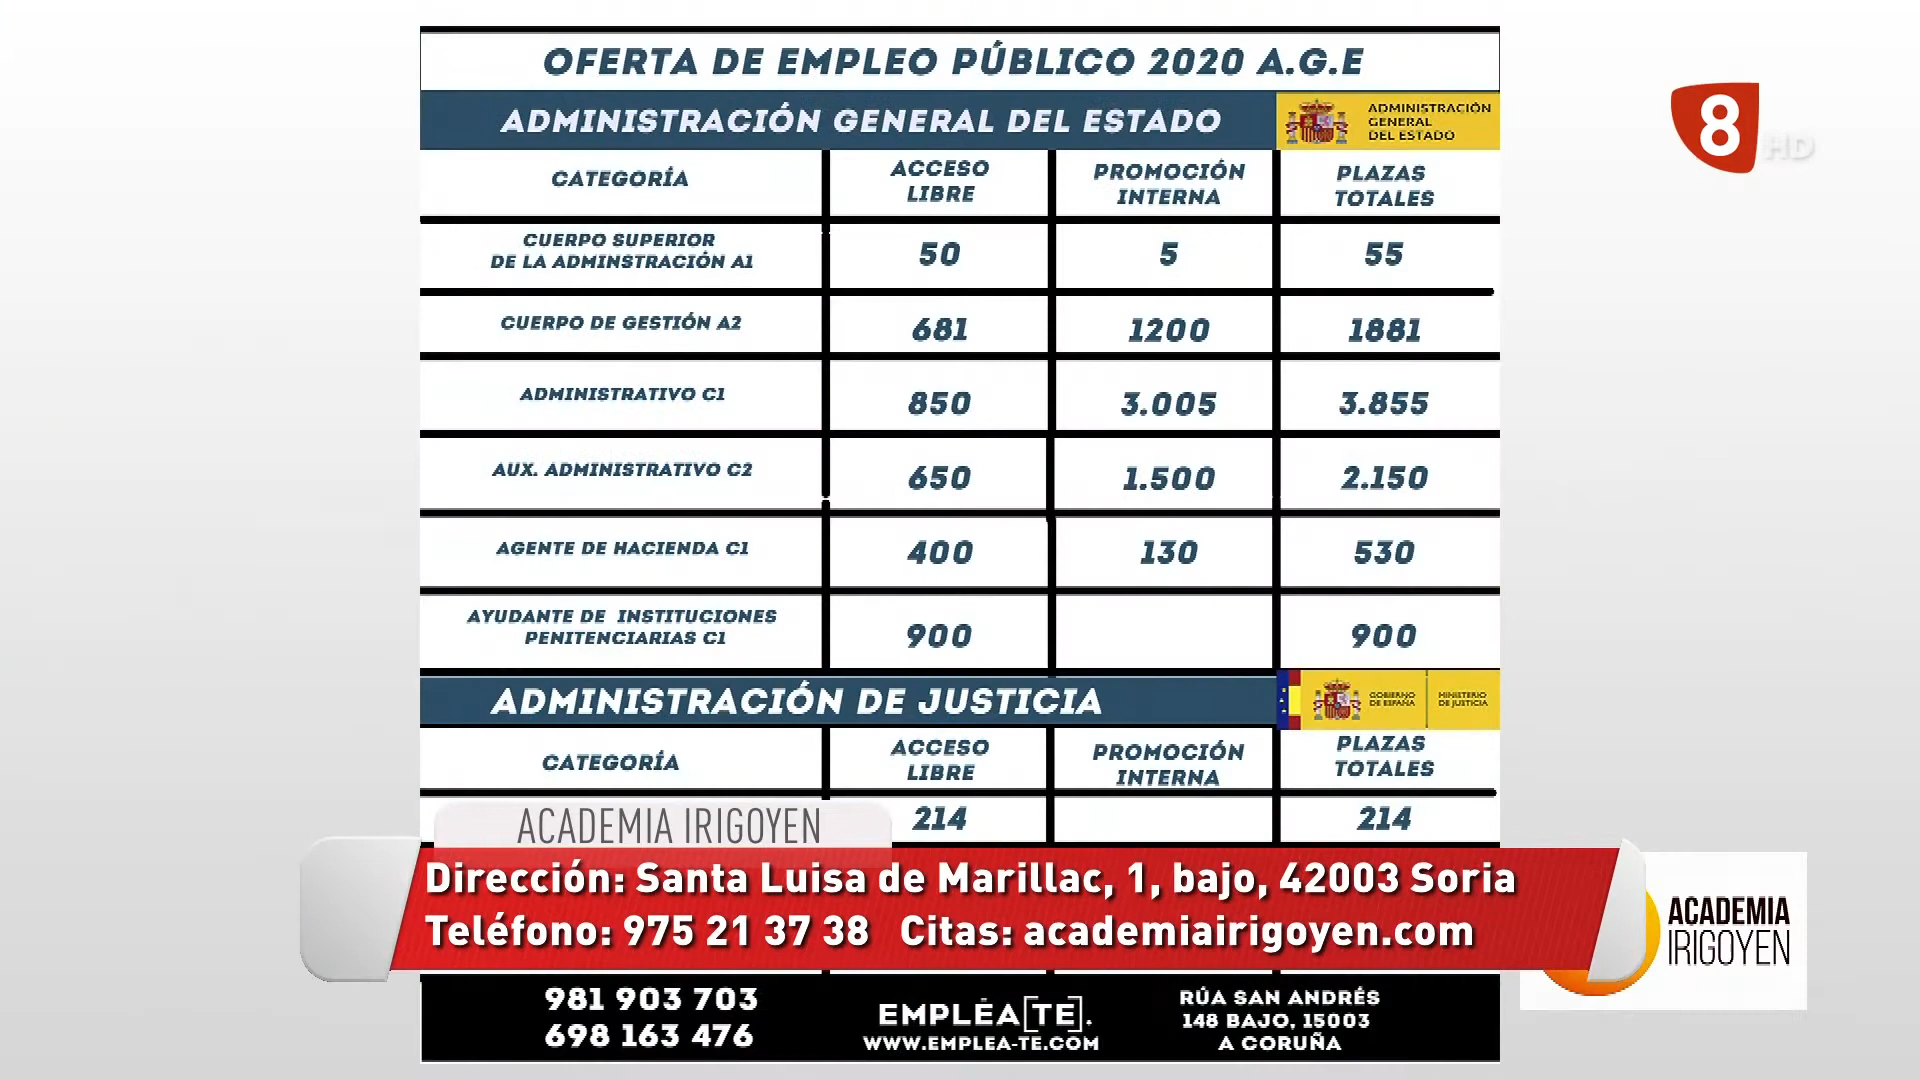 OFERTA DE EMPLEO PÚBLICO 2020 A.G.E
ADMINISTRACIÓN GENERAL DEL ESTADO
ADMINISTRACIÓN
GENERAL
DEL ESTADO
8 HD
CATEGORÍA
ACCESO
LIBRE
PROMOCIÓN
INTERNA
PLAZAS
TOTALES
CUERPO SUPERIOR
DE LA ADMINSTRACIÓN A1
50
5
55
CUERPO DE GESTIÓN A2
681
1200
1881
ADMINISTRATIVO C1
850
3.005
3.855
AUX. ADMINISTRATIVO C2
650
1.500
2.150
AGENTE DE HACIENDA C1
400
130
530
AYUDANTE DE INSTITUCIONES
PENITENCIARIAS C1
900
900
ADMINISTRACIÓN DE JUSTICIA
GOBIERNO
DE ESPAÑA
MINISTERIO
DE JUSTICIA
CATEGORÍA
ACCESO
LIBRE
PROMOCIÓN
INTERNA
PLAZAS
TOTALES
214
214
ACADEMIA IRIGOYEN
Dirección: Santa Luisa de Marillac, 1, bajo, 42003 Soria
Teléfono: 975 21 37 38 Citas: academiairigoyen.com
ACADEMIA
IRIGOYEN
981 903 703
698 163 476
EMPLÉA[TE].
WWW.EMPLEA-TE.COM
RÚA SAN ANDRÉS
148 BAJO, 15003
A CORUÑA